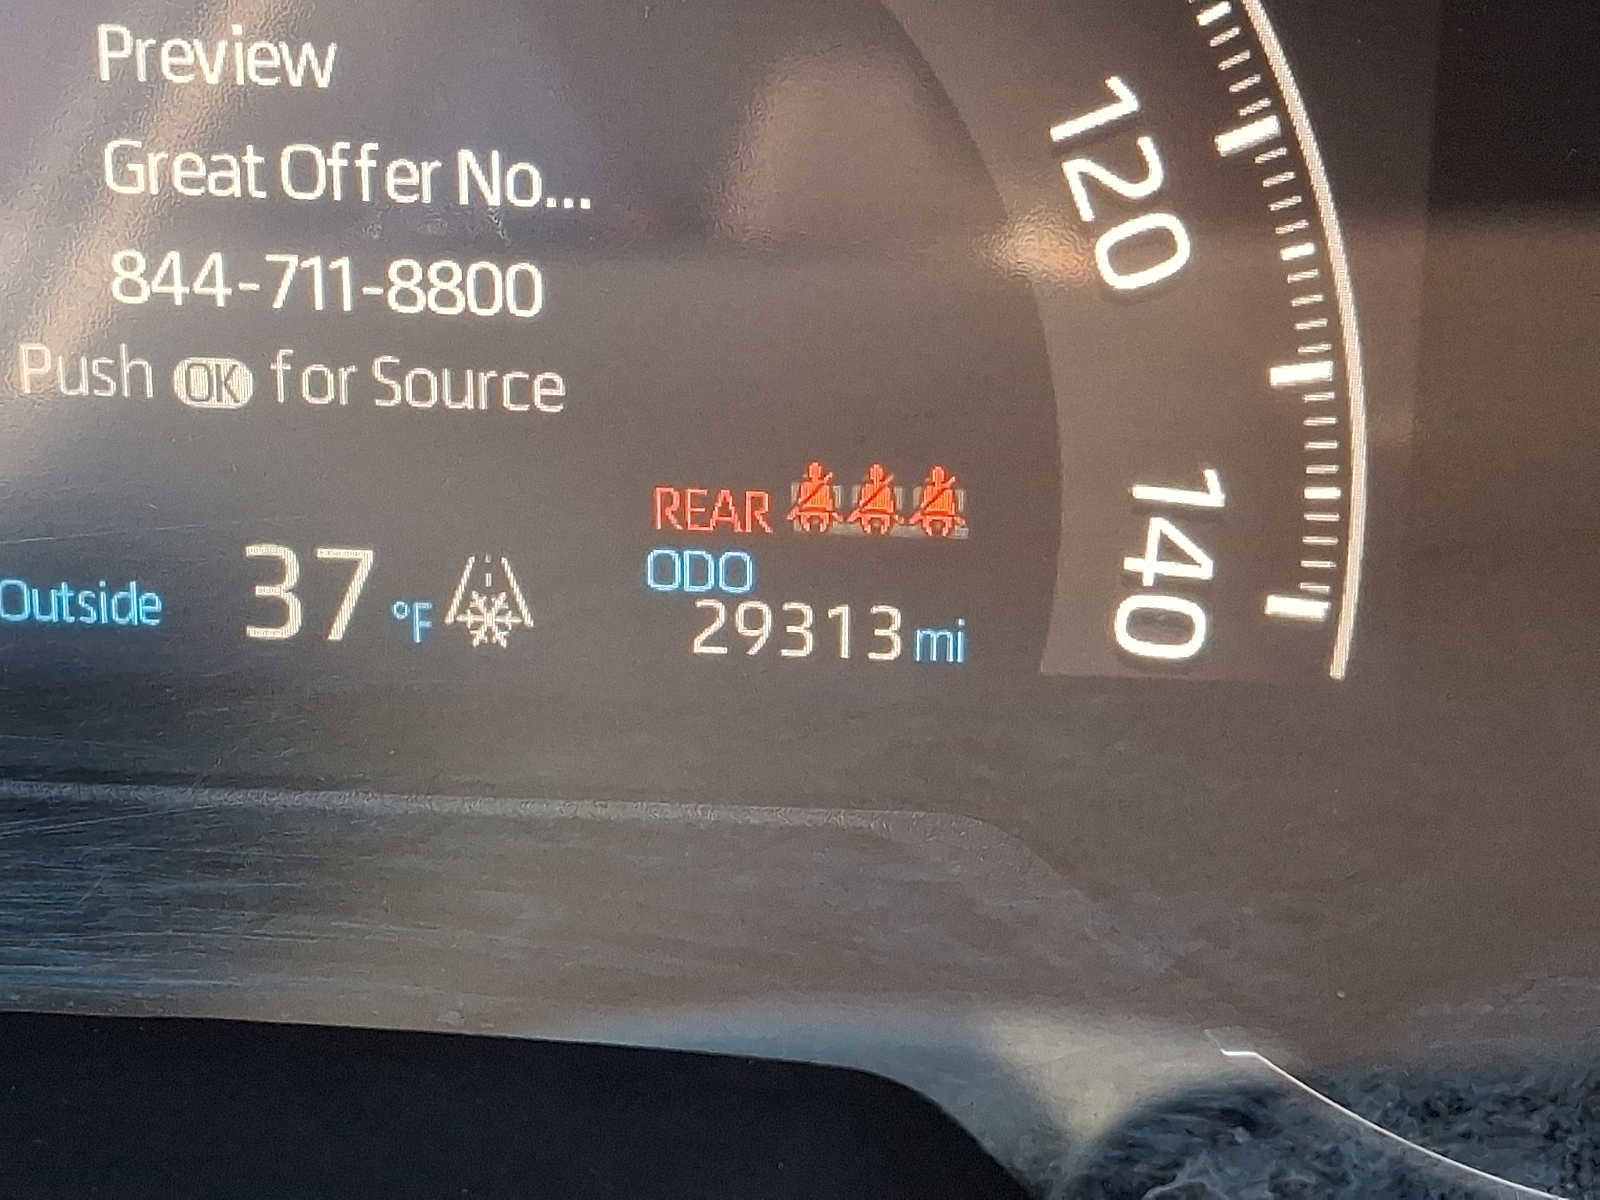 Preview
Great Offer No...
844-711-8800
Push OK for Source
120
140
REAR
ODO
Outside 37 °F
29313 mi